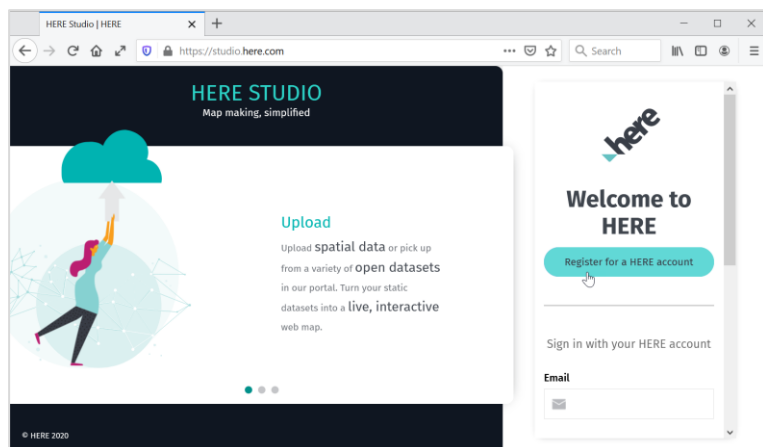 HERE Studio | HERE
https://studio.here.com
Search
HERE STUDIO
Map making, simplified
Upload
Upload spatial data or pick up
from a variety of open datasets
in our portal. Turn your static
datasets into a live, interactive
web map.
© HERE 2020
here
Welcome to
HERE
Register for a HERE account
Sign in with your HERE account
Email